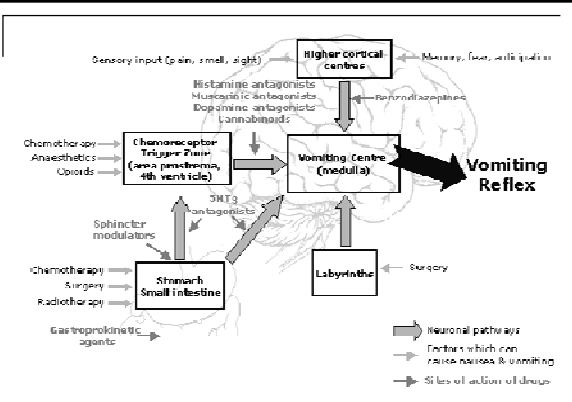 Higher cortical
centres
Sensory input (pain, smell, sight)
Memory, fear, anticipation
Histamine antagonists
Muscarinic antagonists
Dopamine antagonists
Cannabinoids
Benzodiazepines
Chemotherapy
Anaesthetics
Opioids
Chemoreceptor
Trigger Zone
(area postrema,
4th ventricle)
Vomiting Centre
(medulla)
Vomiting
Reflex
5HT3
antagonists
Sphincter
modulators
Chemotherapy
Surgery
Radiotherapy
Stomach
Small intestine
Labyrinths
Surgery
Gastroprokinetic
agents
Neuronal pathways
Factors which can
cause nausea & vomiting
Sites of action of drugs